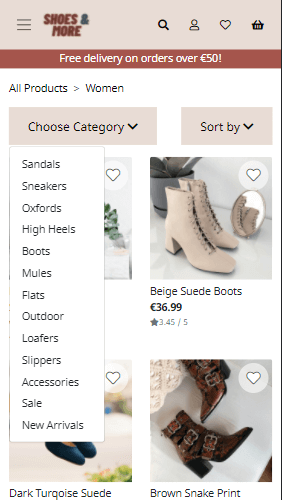 SHOES &
MORE
Free delivery on orders over €50!
All Products > Women
Choose Category
Sort by
Sandals
Sneakers
Oxfords
High Heels
Boots
Mules
Flats
Outdoor
Loafers
Slippers
Accessories
Sale
New Arrivals
Beige Suede Boots
€36.99
3.45 / 5
Dark Turqoise Suede
Brown Snake Print